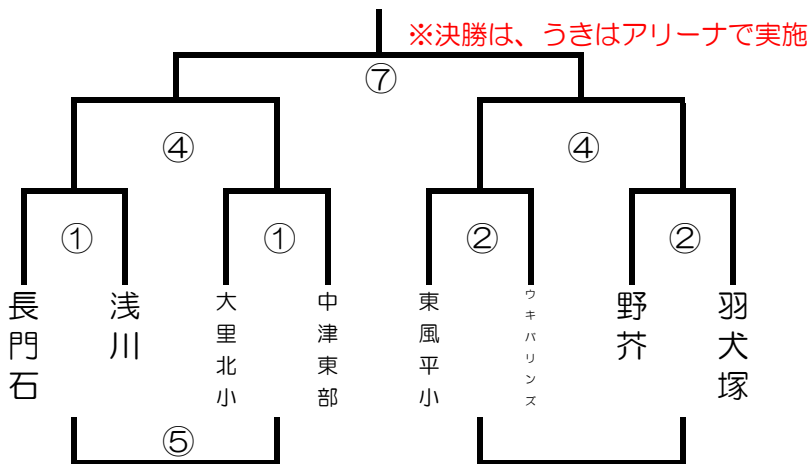 ※決勝は、うきはアリーナで実施
⑦
④
④
①
①
②
②
長門石
浅川
大里北小
中津東部
東風平小
ウキバリンズ
野芥
羽犬塚
⑤